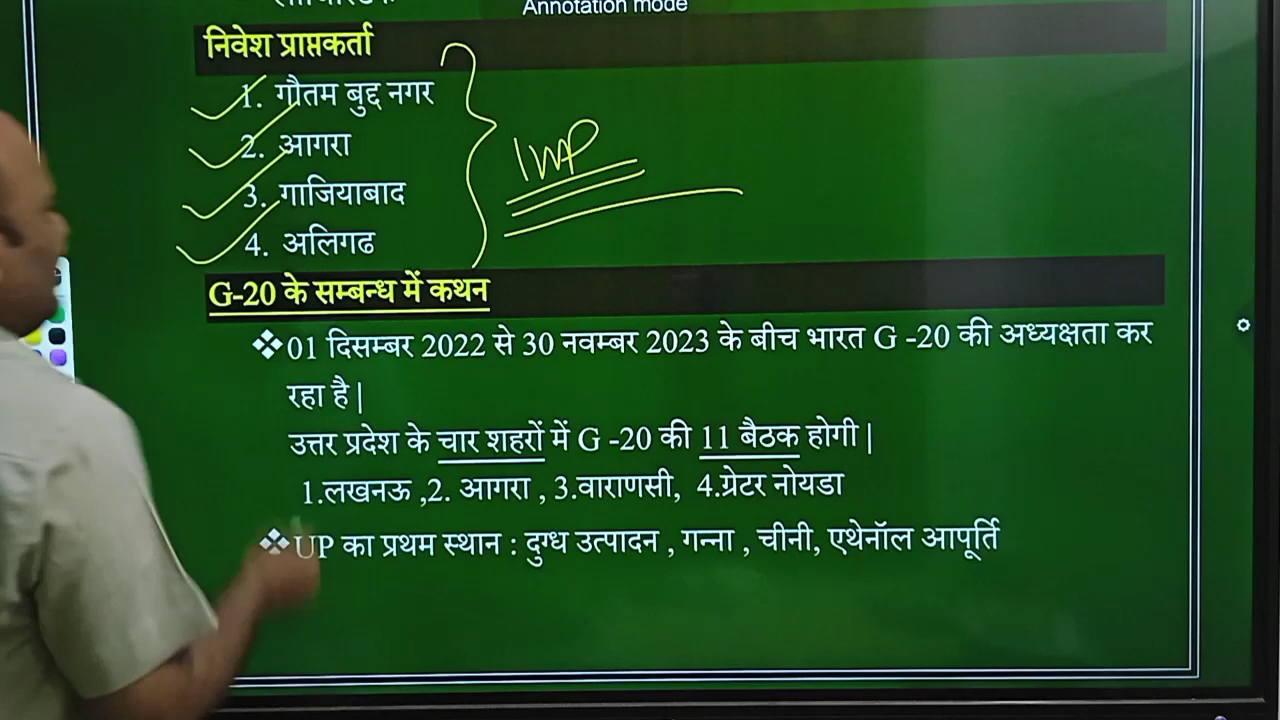 Annotation mode
निवेश प्राप्तकर्ता
1. गौतम बुद्द नगर
2. आगरा
3. गाजियाबाद
4. अलिगढ
IMP
G-20 के सम्बन्ध में कथन
❖01 दिसम्बर 2022 से 30 नवम्बर 2023 के बीच भारत G -20 की अध्यक्षता कर
रहा है|
उत्तर प्रदेश के चार शहरों में G -20 की 11 बैठक होगी|
1.लखनऊ ,2. आगरा , 3.वाराणसी, 4.ग्रेटर नोयडा
❖UP का प्रथम स्थान : दुग्ध उत्पादन , गन्ना , चीनी, एथेनॉल आपूर्ति